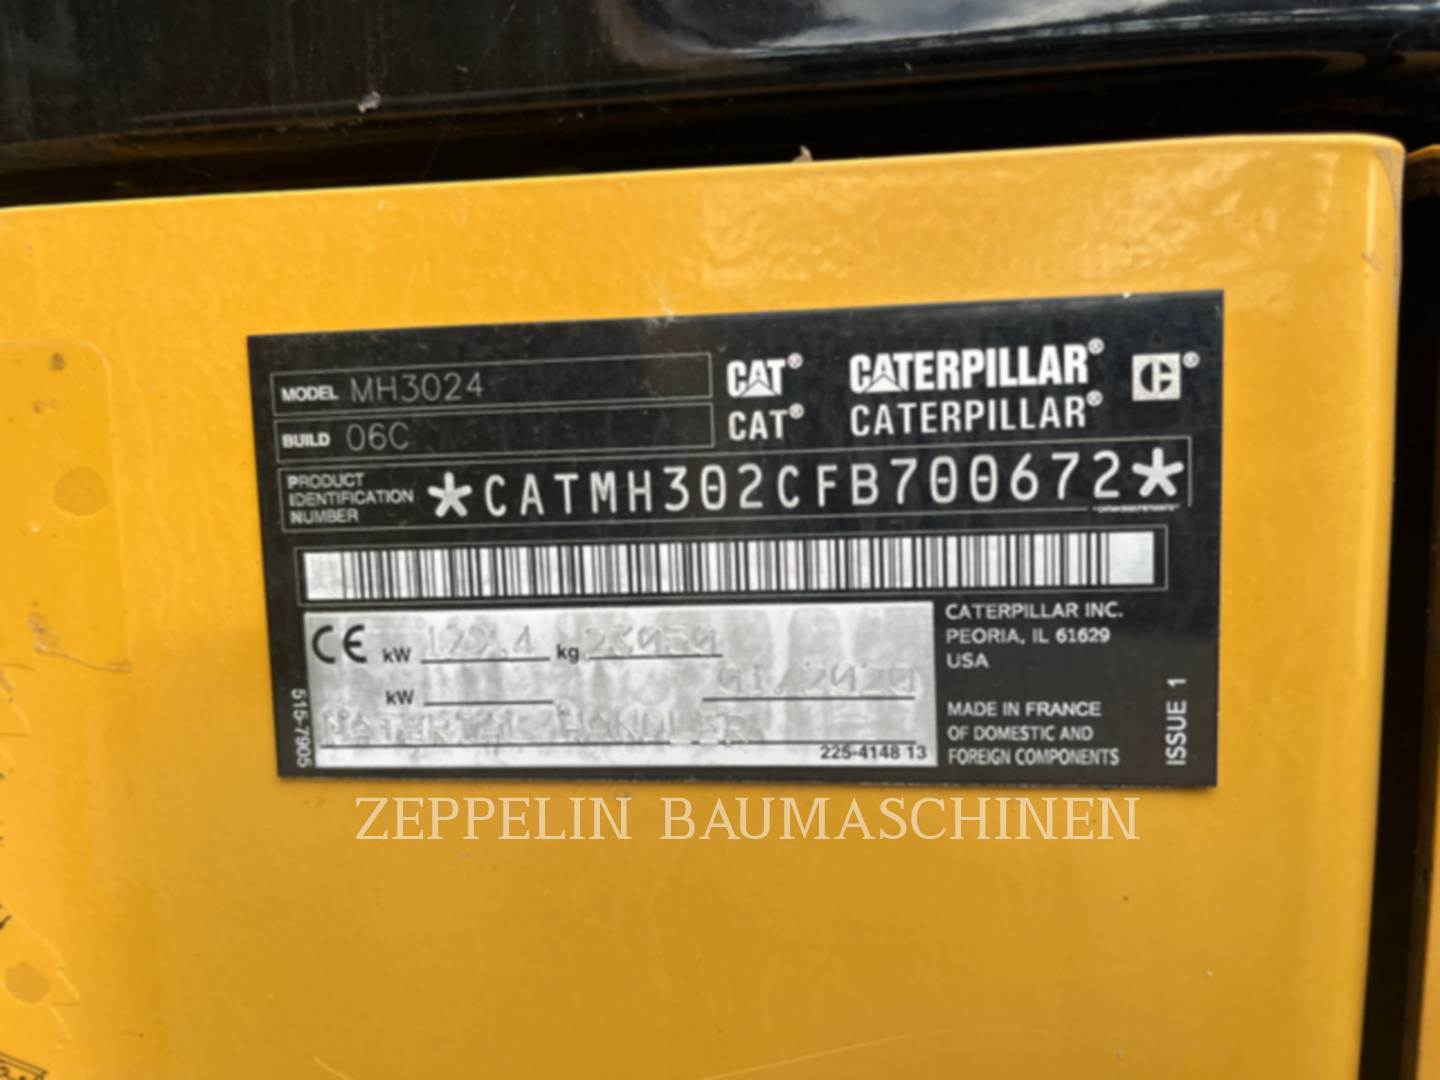 MODEL MH3024
CAT® CATERPILLAR® ®
BUILD 06C
CAT® CATERPILLAR®
PRODUCT
IDENTIFICATION
NUMBER
*CATMH302CFB700672*
CE kW kg
kW
MATERIAL HANDLER
225-4148 13
515-7905
CATERPILLAR INC.
PEORIA, IL 61629
USA
MADE IN FRANCE
OF DOMESTIC AND
FOREIGN COMPONENTS
ISSUE 1
ZEPPELIN BAUMASCHINEN